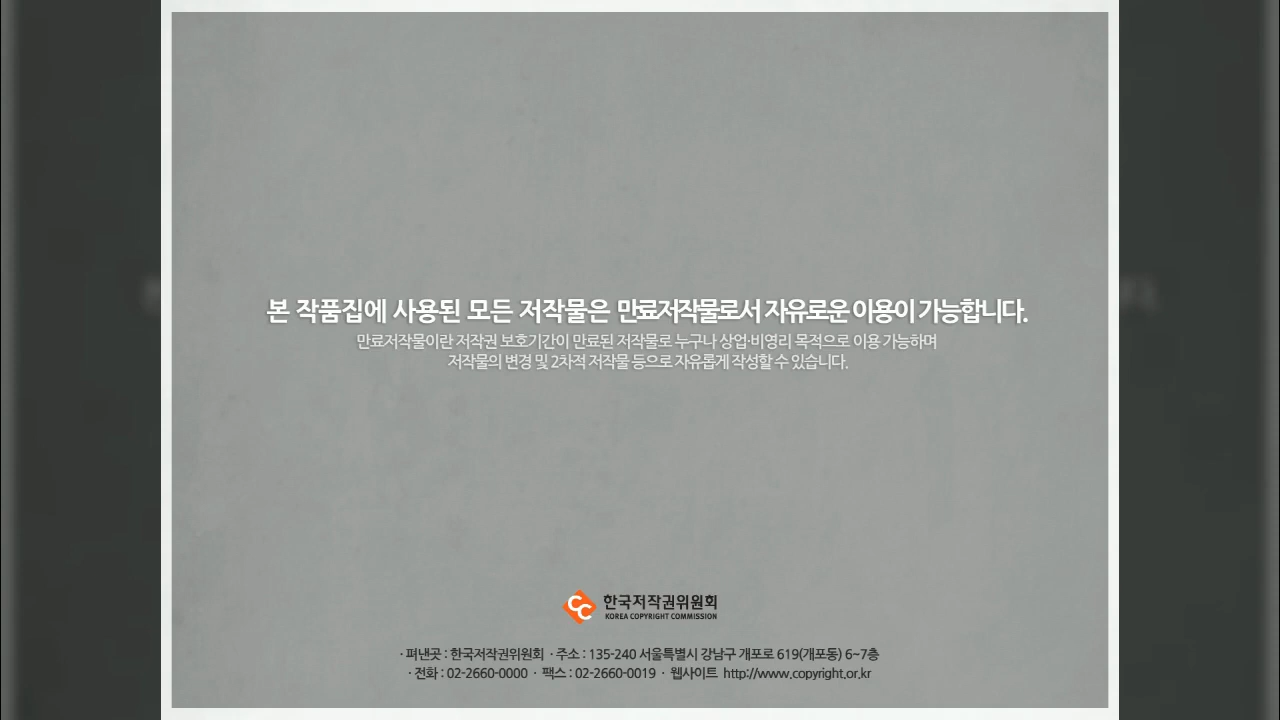 본 작품집에 사용된 모든 저작물은 만료저작물로서 자유로운 이용이 가능합니다.
만료저작물이란 저작권 보호기간이 만료된 저작물로 누구나 상업·비영리 목적으로 이용 가능하며
저작물의 변경 및 2차적 저작물 등으로 자유롭게 작성할 수 있습니다.
CC 한국저작권위원회
KOREA COPYRIGHT COMMISSION
· 펴낸곳 : 한국저작권위원회 · 주소 : 135-240 서울특별시 강남구 개포로 619(개포동) 6~7층
· 전화 : 02-2660-0000 · 팩스 : 02-2660-0019 · 웹사이트 http://www.copyright.or.kr